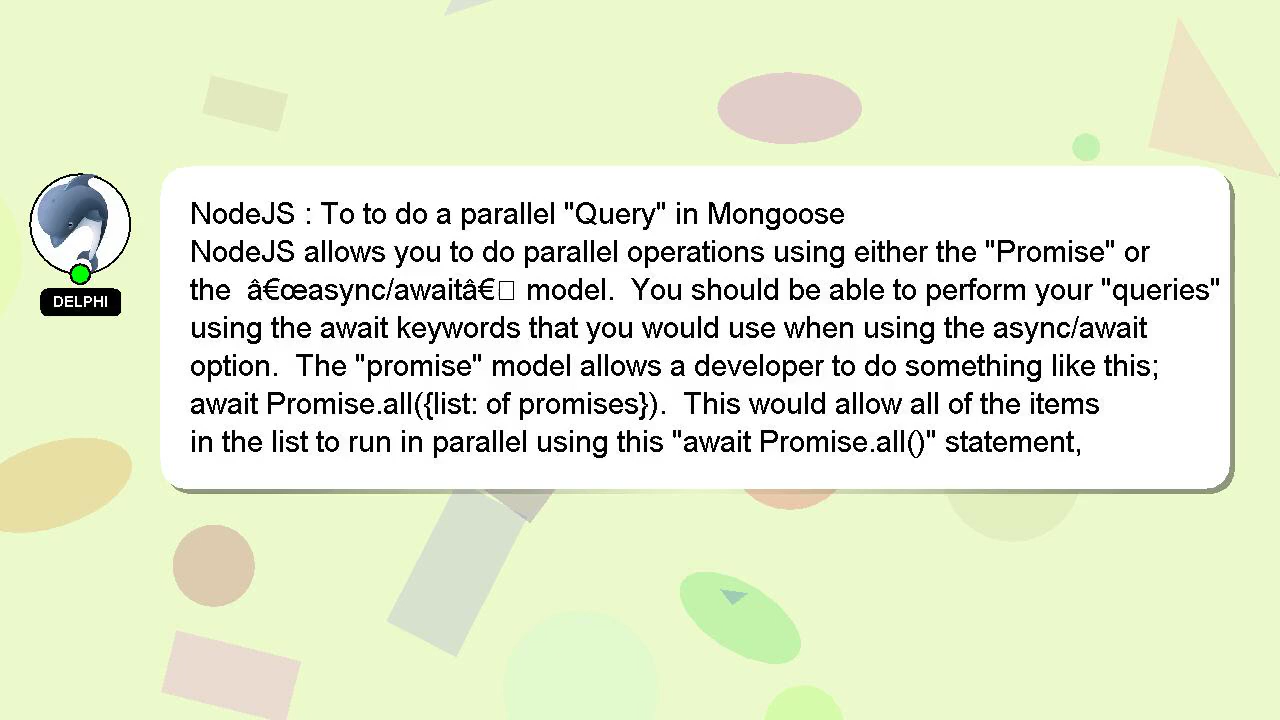 NodeJS : To to do a parallel "Query" in Mongoose
NodeJS allows you to do parallel operations using either the "Promise" or
the  â€œasync/awaitâ€□ model.  You should be able to perform your "queries"
using the await keywords that you would use when using the async/await
option.  The "promise" model allows a developer to do something like this;
await Promise.all({list: of promises}).  This would allow all of the items
in the list to run in parallel using this "await Promise.all()" statement,
DELPHI